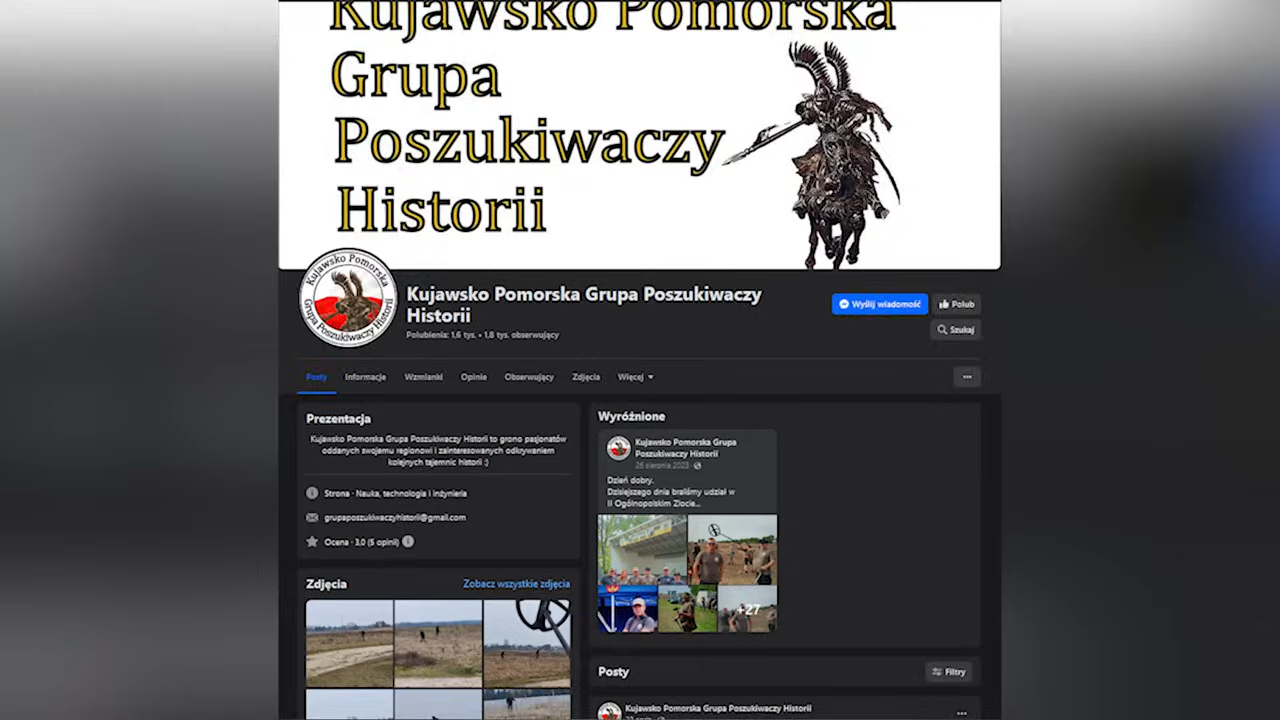 Kujawsko Pomorska
Grupa
Poszukiwaczy
Historii
Kujawsko Pomorska
Grupa Poszukiwaczy Historii
Kujawsko Pomorska Grupa Poszukiwaczy
Historii
Polubienia: 1,6 tys. • 1,8 tys. obserwujący
Wyślij wiadomość
Polub
Szukaj
Posty
Informacje
Wzmianki
Opinie
Obserwujący
Zdjęcia
Więcej
Prezentacja
Kujawsko Pomorska Grupa Poszukiwaczy Historii to grono pasjonatów
oddanych swojemu regionowi i zainteresowanych odkrywaniem
kolejnych tajemnic historii :)
Strona · Nauka, technologia i inżynieria
grupaposzukiwaczyhistorii@gmail.com
Ocena · 3,0 (5 opinii)
Zdjęcia
Zobacz wszystkie zdjęcia
Wyróżnione
Kujawsko Pomorska Grupa
Poszukiwaczy Historii
26 sierpnia 2023 ·
Dzień dobry.
Dzisiejszego dnia braliśmy udział w
II Ogólnopolskim Zlocie...
+27
Posty
Filtry
Kujawsko Pomorska Grupa Poszukiwaczy Historii